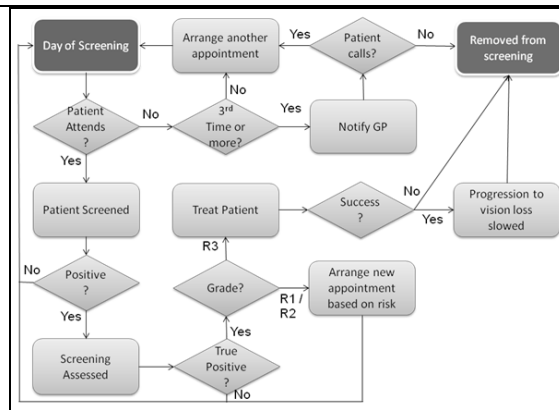 Day of Screening
Arrange another
appointment
Yes
Patient
calls?
No
Removed from
screening
Patient
Attends
?
No
3rd
Time or
more?
No
Yes
Notify GP
Yes
Patient Screened
Treat Patient
Success
?
No
Yes
Progression to
vision loss
slowed
No
Positive
?
R3
Grade?
R1 /
R2
Arrange new
appointment
based on risk
Yes
Yes
Screening
Assessed
True
Positive
?
No